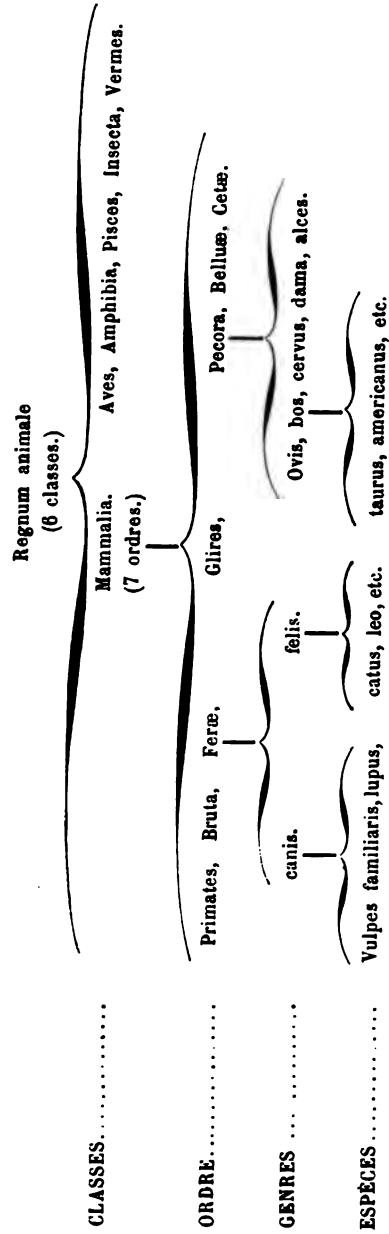 Regnum animale
(6 classes.)
CLASSES............... Mammalia. Aves, Amphibia, Pisces, Insecta, Vermes.
(7 ordres.)
ORDRE............... Primates, Bruta, Feræ, Glires, Pecora, Belluæ, Cetæ.
GENRES ... .......... canis. felis. Ovis, bos, cervus, dama, alces.
ESPÈCES............... Vulpes familiaris, lupus, catus, leo, etc. taurus, americanus, etc.